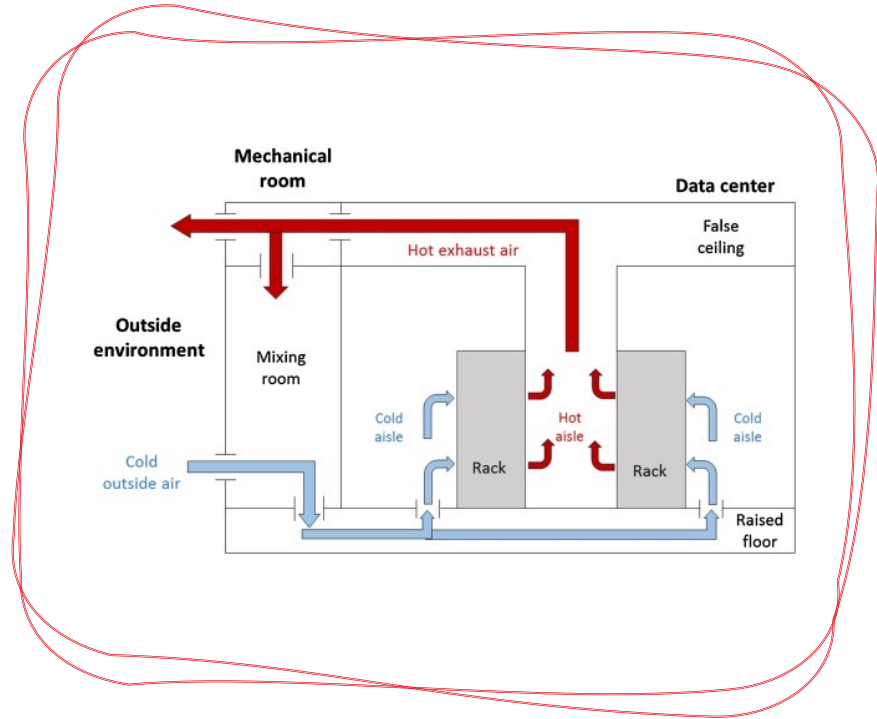 Mechanical
room
Data center
False
ceiling
Hot exhaust air
Outside
environment
Mixing
room
Cold
aisle
Hot
aisle
Cold
aisle
Cold
outside air
Rack
Rack
Raised
floor